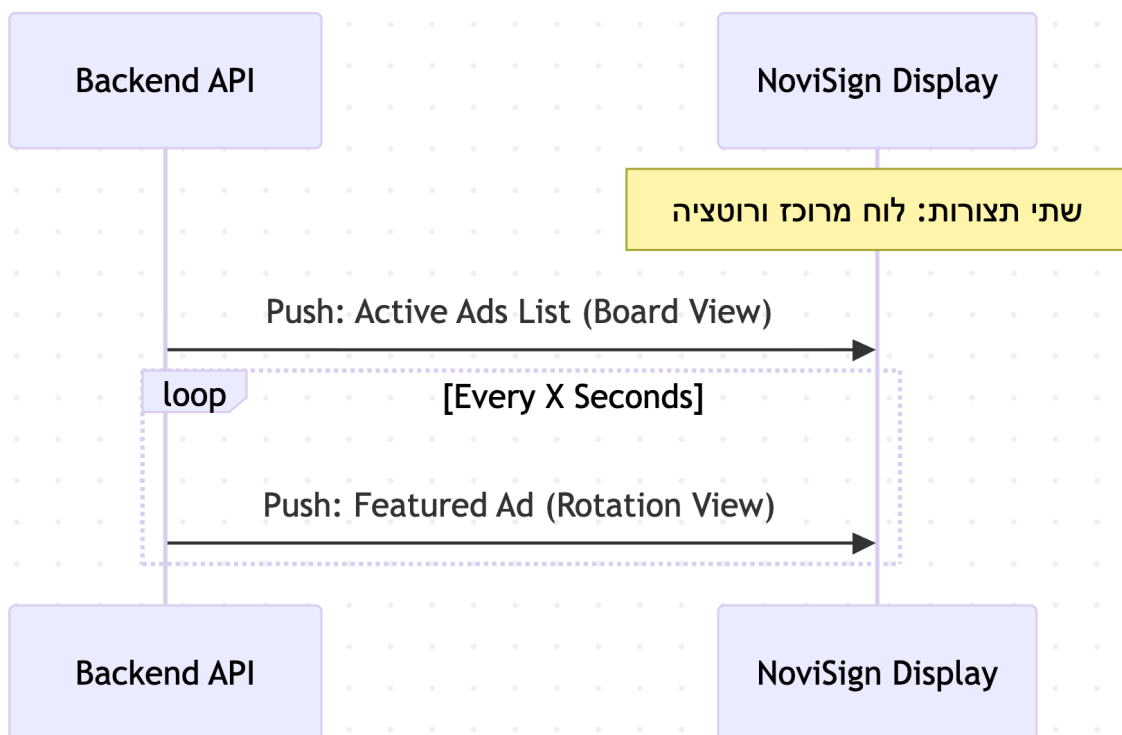 Backend API
NoviSign Display
שתי תצורות: לוח מרוכז ורוטציה
Push: Active Ads List (Board View)
loop
[Every X Seconds]
Push: Featured Ad (Rotation View)
Backend API
NoviSign Display